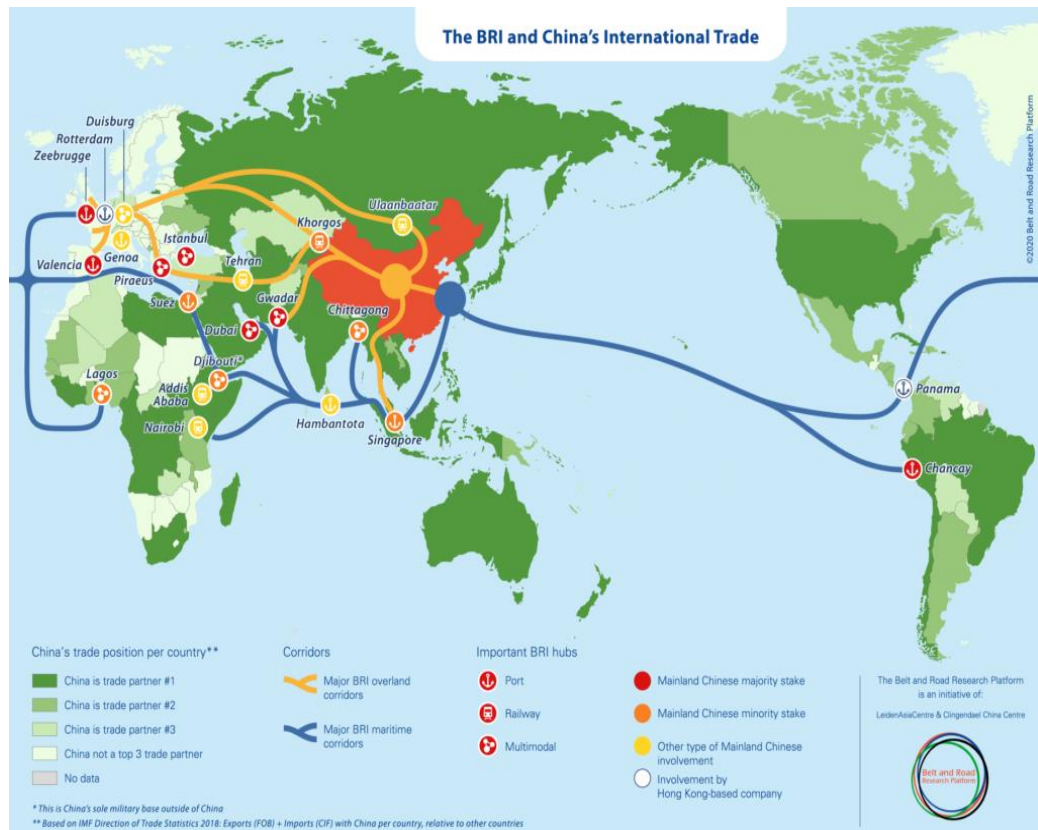 The BRI and China's International Trade
©2020 Belt and Road Research Platform
Duisburg
Rotterdam
Zeebrugge
Ulaanbaatar
Khorgos
Istanbul
Genoa
Valencia
Tehran
Piraeus
Suez
Gwadar
Chittagong
Dubai
Djibouti*
Lagos
Addis
Ababa
Nairobi
Hambantota
Singapore
Panama
Chancay
China's trade position per country**
China is trade partner #1
China is trade partner #2
China is trade partner #3
China not a top 3 trade partner
No data
Corridors
Major BRI overland
corridors
Major BRI maritime
corridors
Important BRI hubs
Port
Railway
Multimodal
Mainland Chinese majority stake
Mainland Chinese minority stake
Other type of Mainland Chinese
involvement
Involvement by
Hong Kong-based company
The Belt and Road Research Platform
is an initiative of:
LeidenAsiaCentre & Clingendael China Centre
Belt and Road
Research Platform
* This is China's sole military base outside of China
** Based on IMF Direction of Trade Statistics 2018: Exports (FOB) + Imports (CIF) with China per country, relative to other countries